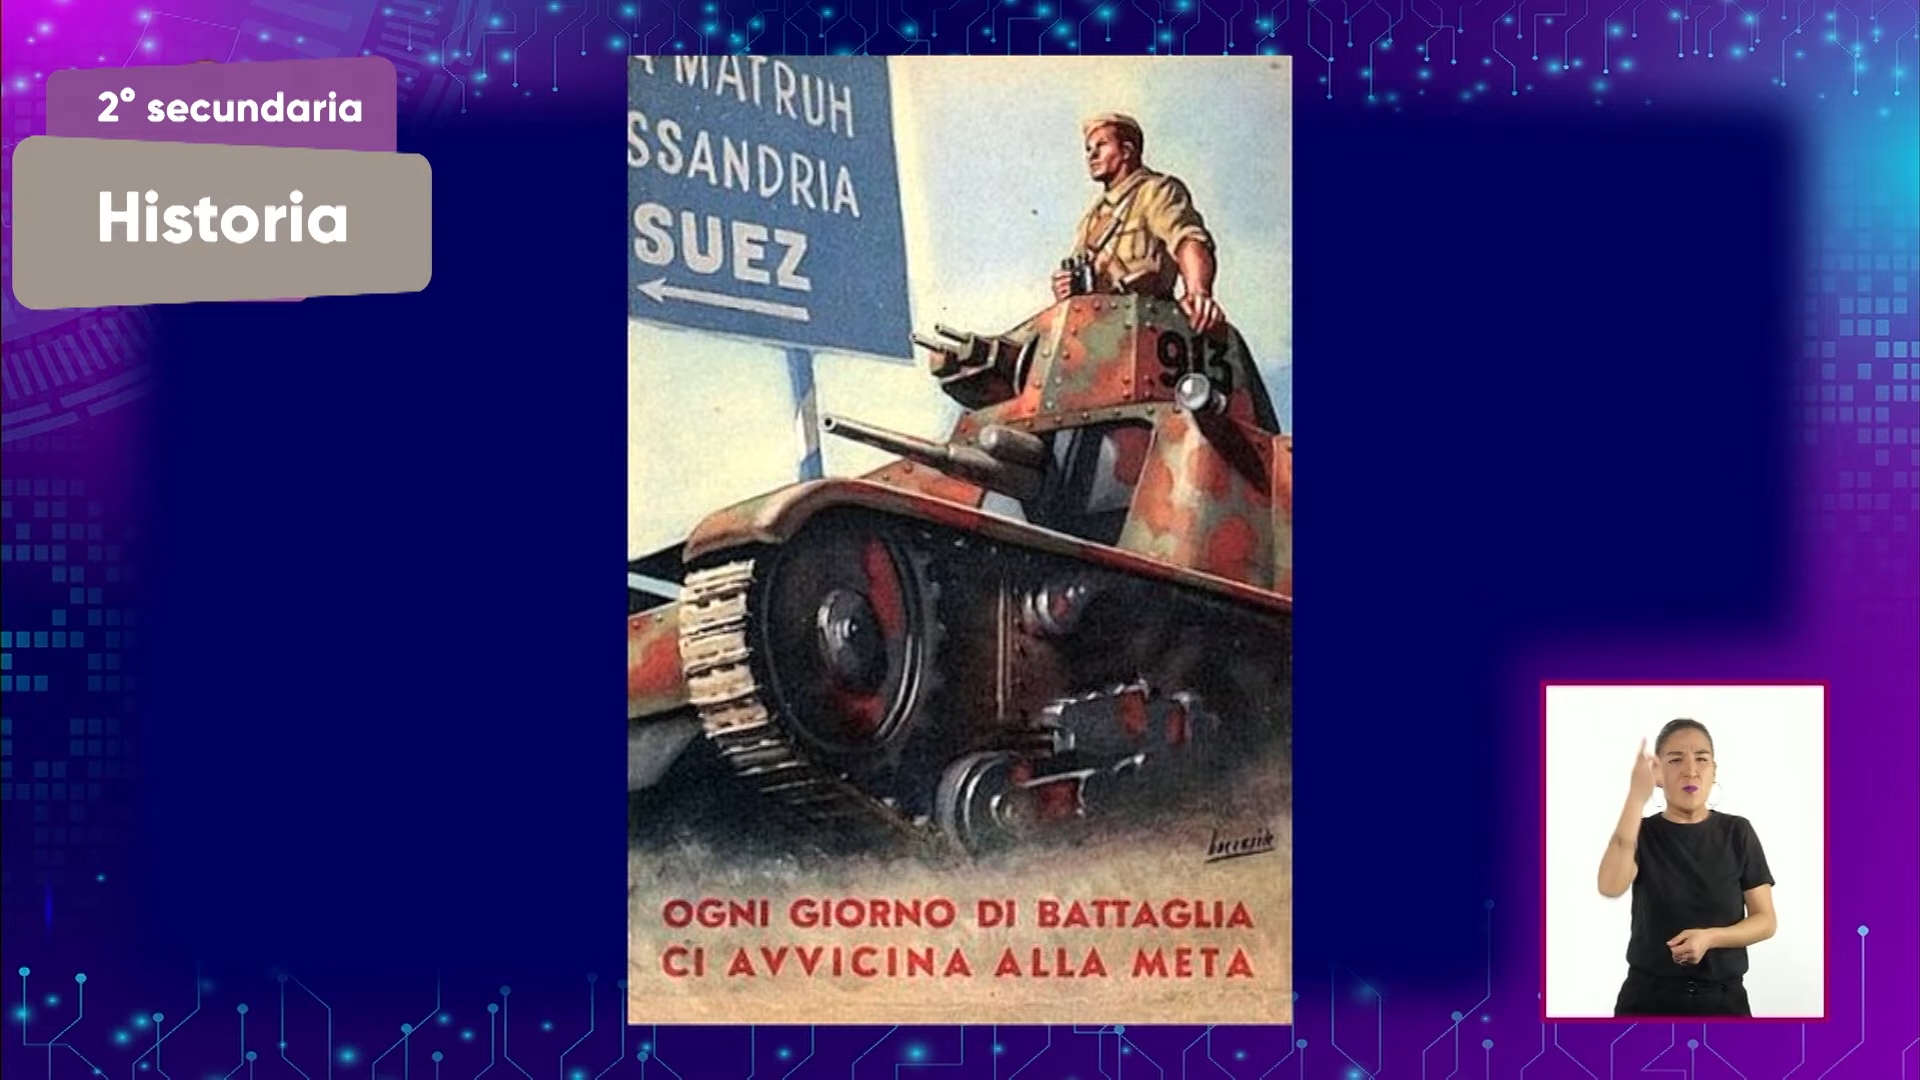 2° secundaria
Historia
MATRUH
SSANDRIA
SUEZ
913
OGNI GIORNO DI BATTAGLIA
CI AVVICINA ALLA META